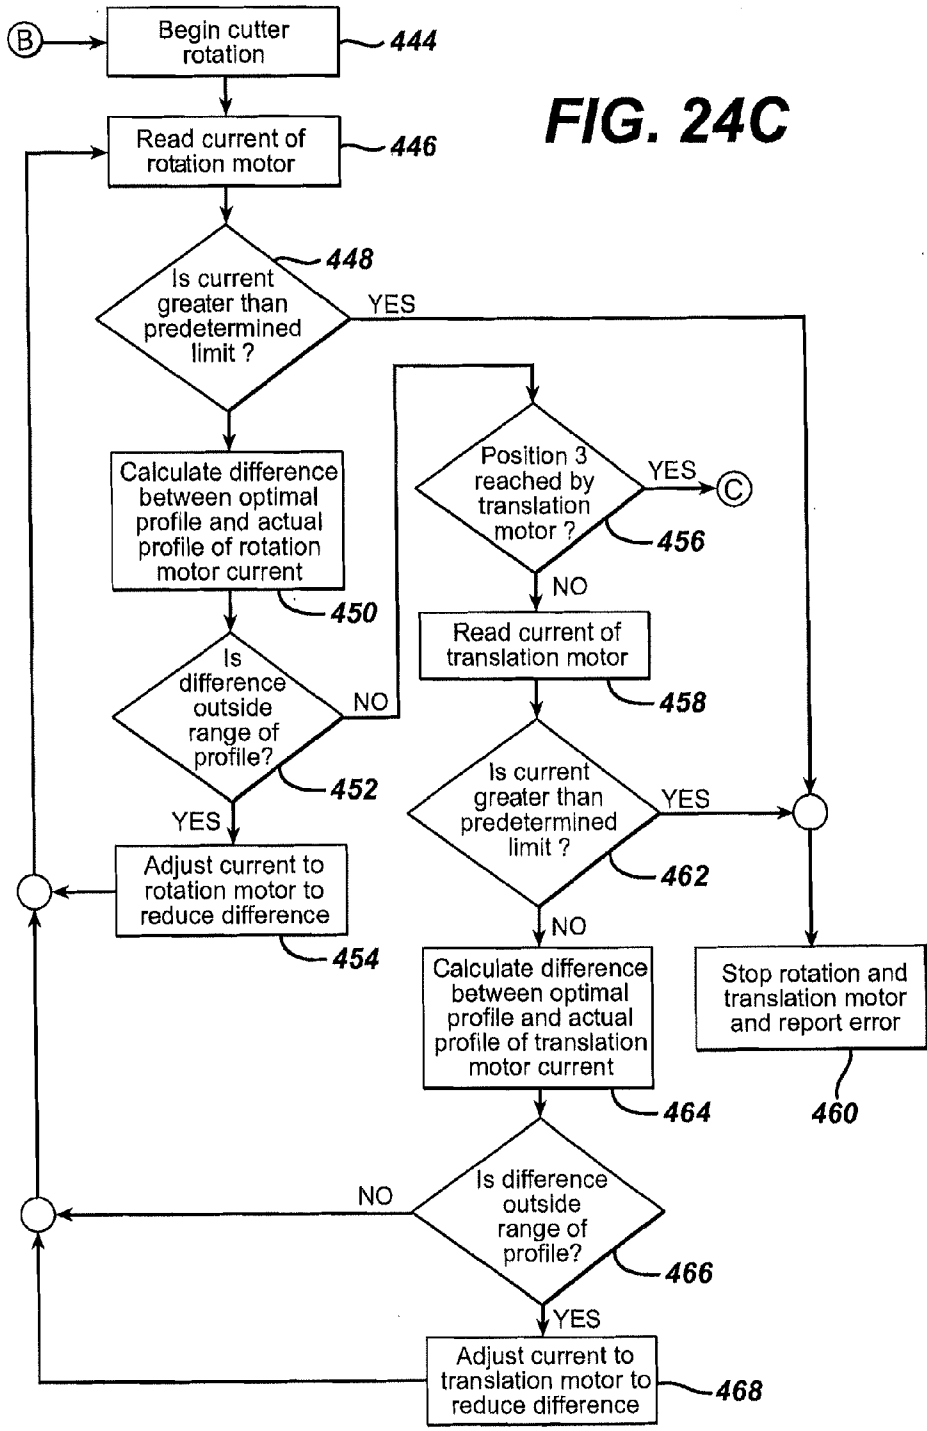 B
Begin cutter
rotation
444
FIG. 24C
Read current of
rotation motor
446
Is current
greater than
predetermined
limit ?
448
YES
Calculate difference
between optimal
profile and actual
profile of rotation
motor current
450
Position 3
reached by
translation
motor ?
YES
C
456
NO
Is
difference
outside
range of
profile?
NO
452
YES
Read current of
translation motor
458
Is current
greater than
predetermined
limit ?
YES
462
NO
Adjust current to
rotation motor to
reduce difference
454
Calculate difference
between optimal
profile and actual
profile of translation
motor current
464
Stop rotation and
translation motor
and report error
460
Is difference
outside
range of
profile?
NO
466
YES
Adjust current to
translation motor to
reduce difference
468